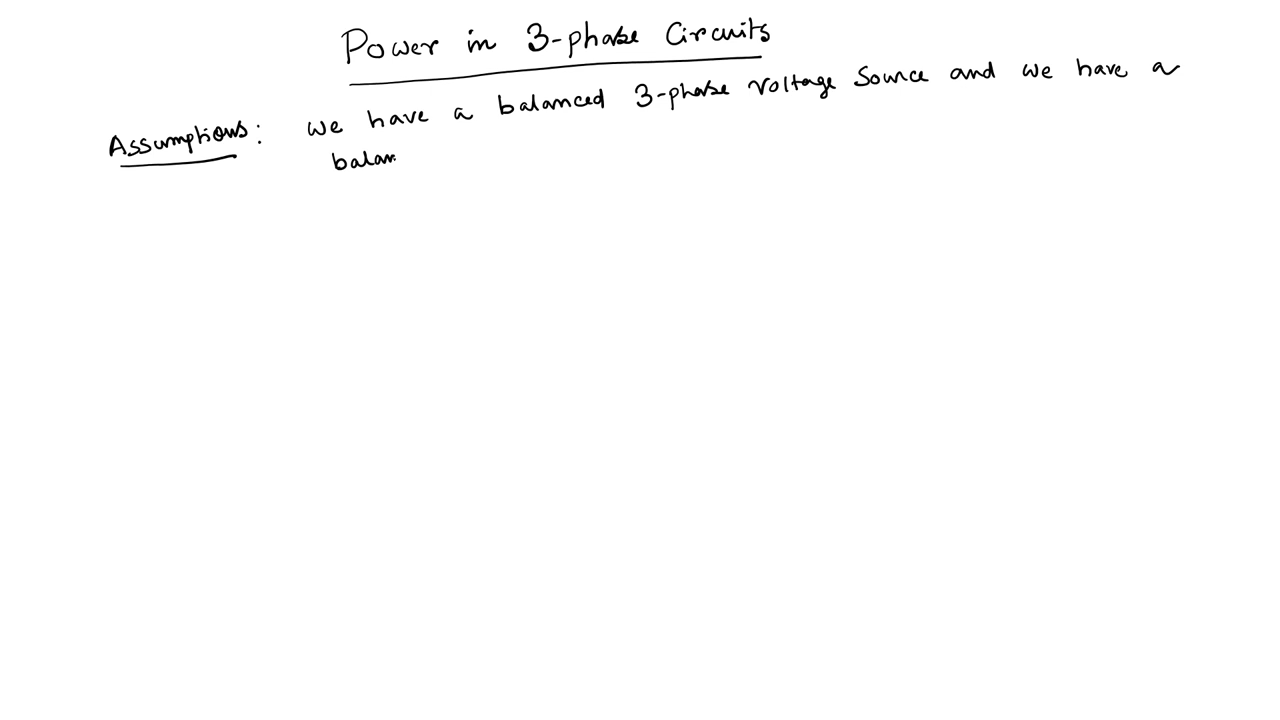 Power in 3-phase Circuits
Assumptions: We have a balanced 3-phase voltage source and we have a
balan